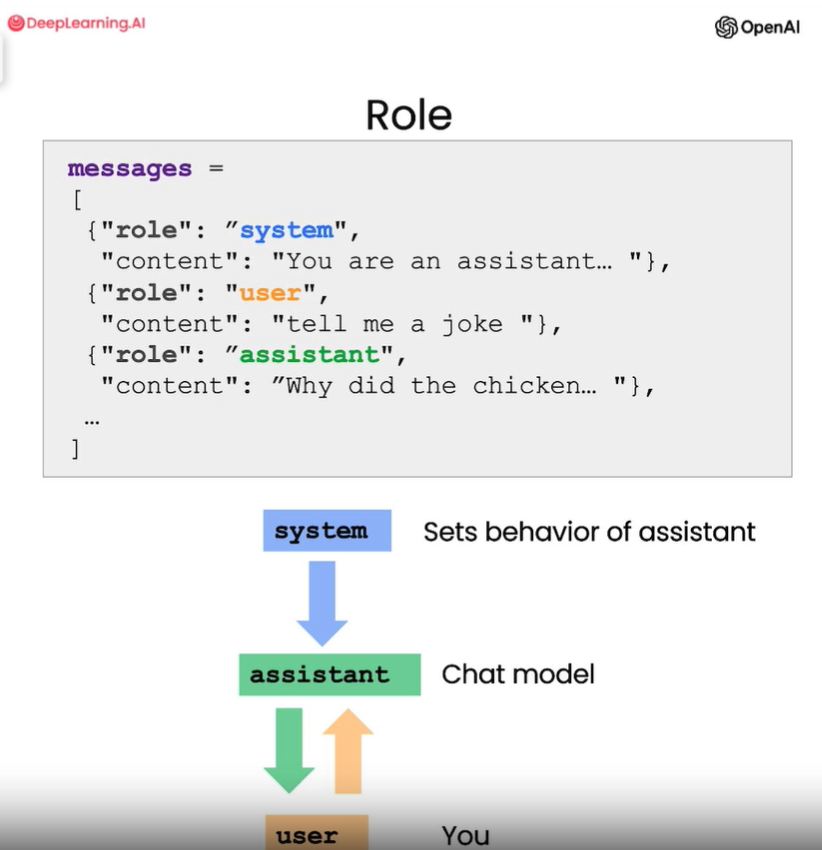 DeepLearning.AI
OpenAI
Role
messages =
[
{"role": ”system",
"content": "You are an assistant… "},
{"role": "user",
"content": "tell me a joke "},
{"role": ”assistant",
"content": ”Why did the chicken… "},
…
]
system Sets behavior of assistant
assistant Chat model
user You